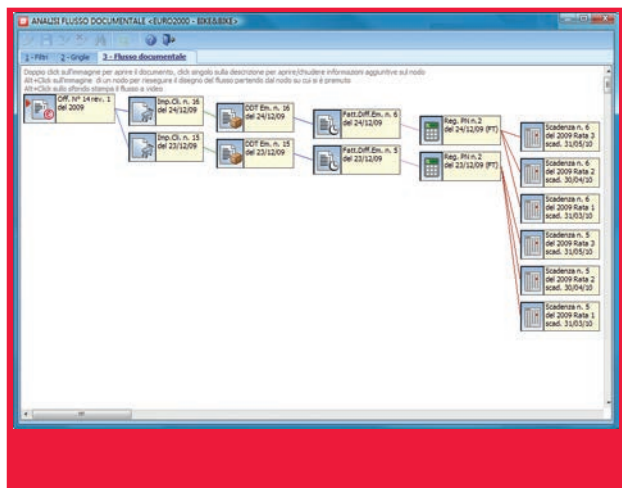 ANALISI FLUSSO DOCUMENTALE <EURO2000 - BIKE&BIKE>
1 - Filtri 2 - Griglie 3 - Flusso documentale
Doppio click sull'immagine per aprire il documento, click singolo sulla descrizione per aprire/chiudere informazioni aggiuntive sul nodo
Alt+Click sull'immagine di un nodo per rieseguire il disegno del flusso partendo dal nodo su cui si è premuto
Alt+Click sullo sfondo stampa il flusso a video
Off. N° 14 rev. 1
del 2009
Imp.Cli. n. 16
del 24/12/09
DDT Em. n. 16
del 24/12/09
Fatt.Diff.Em. n. 6
del 24/12/09
Reg. PN n.2
del 24/12/09 (FT)
Imp.Cli. n. 15
del 23/12/09
DDT Em. n. 15
del 23/12/09
Fatt.Diff.Em. n. 5
del 23/12/09
Reg. PN n.2
del 23/12/09 (FT)
Scadenza n. 6
del 2009 Rata 3
scad. 31/05/10
Scadenza n. 6
del 2009 Rata 2
scad. 30/04/10
Scadenza n. 6
del 2009 Rata 1
scad. 31/03/10
Scadenza n. 5
del 2009 Rata 3
scad. 31/05/10
Scadenza n. 5
del 2009 Rata 2
scad. 30/04/10
Scadenza n. 5
del 2009 Rata 1
scad. 31/03/10